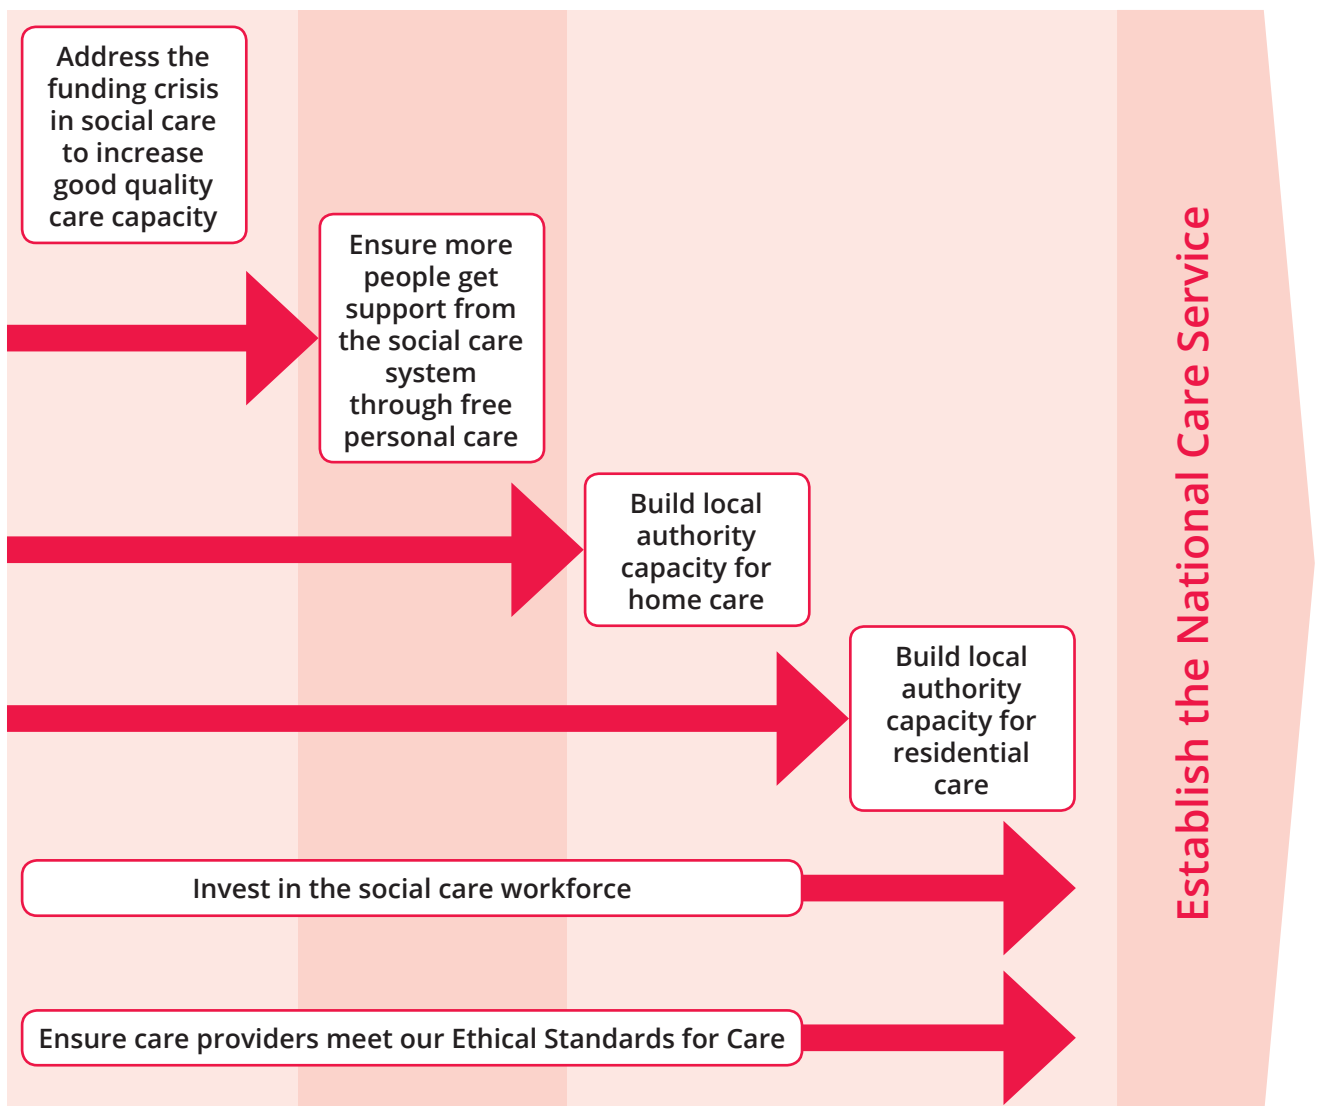 Address the
funding crisis
in social care
to increase
good quality
care capacity
Ensure more
people get
support from
the social care
system
through free
personal care
Build local
authority
capacity for
home care
Build local
authority
capacity for
residential
care
Invest in the social care workforce
Ensure care providers meet our Ethical Standards for Care
Establish the National Care Service